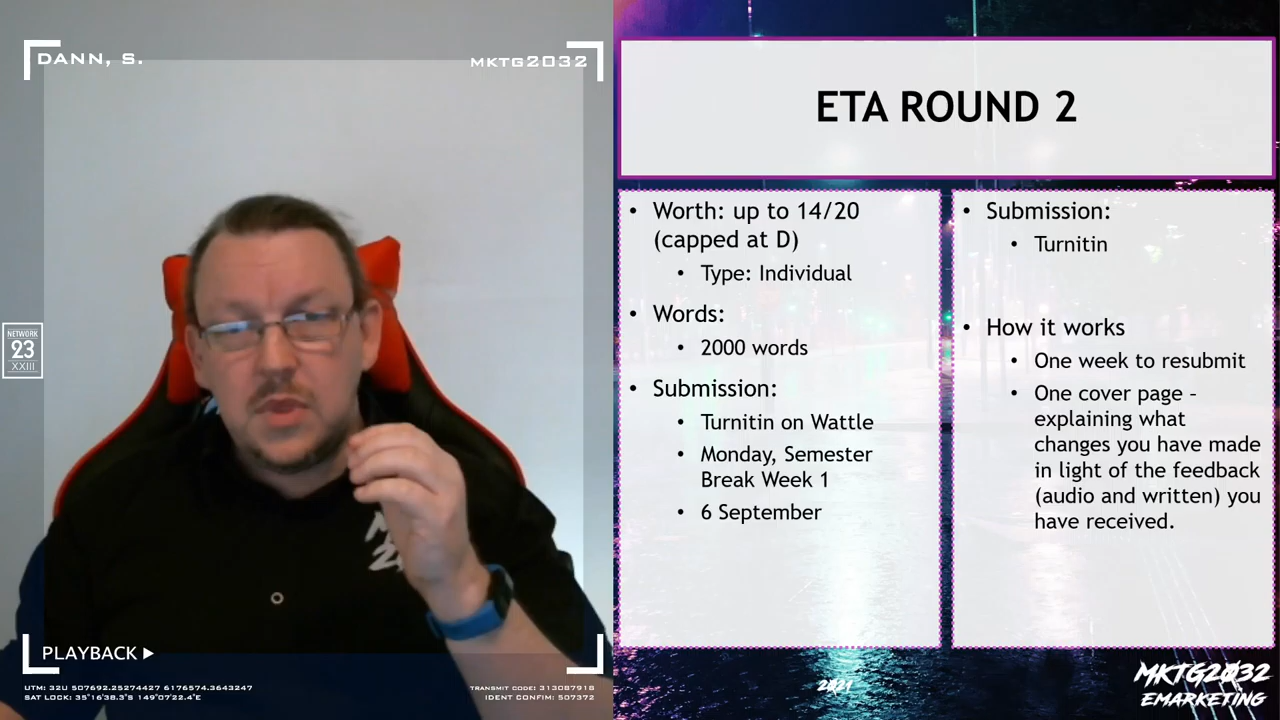 DANN, S.
MKTG2032
NETWORK
23
XXIII
PLAYBACK
UTM: 32U 507692.25274427 6176574.3643247
SAT LOCK: 35°16'38.3"S 149°07'22.4"E
TRANSMIT CODE: 313087918
IDENT CONFIM: 507372
ETA ROUND 2
• Worth: up to 14/20
(capped at D)
• Type: Individual
• Words:
• 2000 words
• Submission:
• Turnitin on Wattle
• Monday, Semester
Break Week 1
• 6 September
• Submission:
• Turnitin
• How it works
• One week to resubmit
• One cover page –
explaining what
changes you have made
in light of the feedback
(audio and written) you
have received.
2021
MKTG2032
EMARKETING